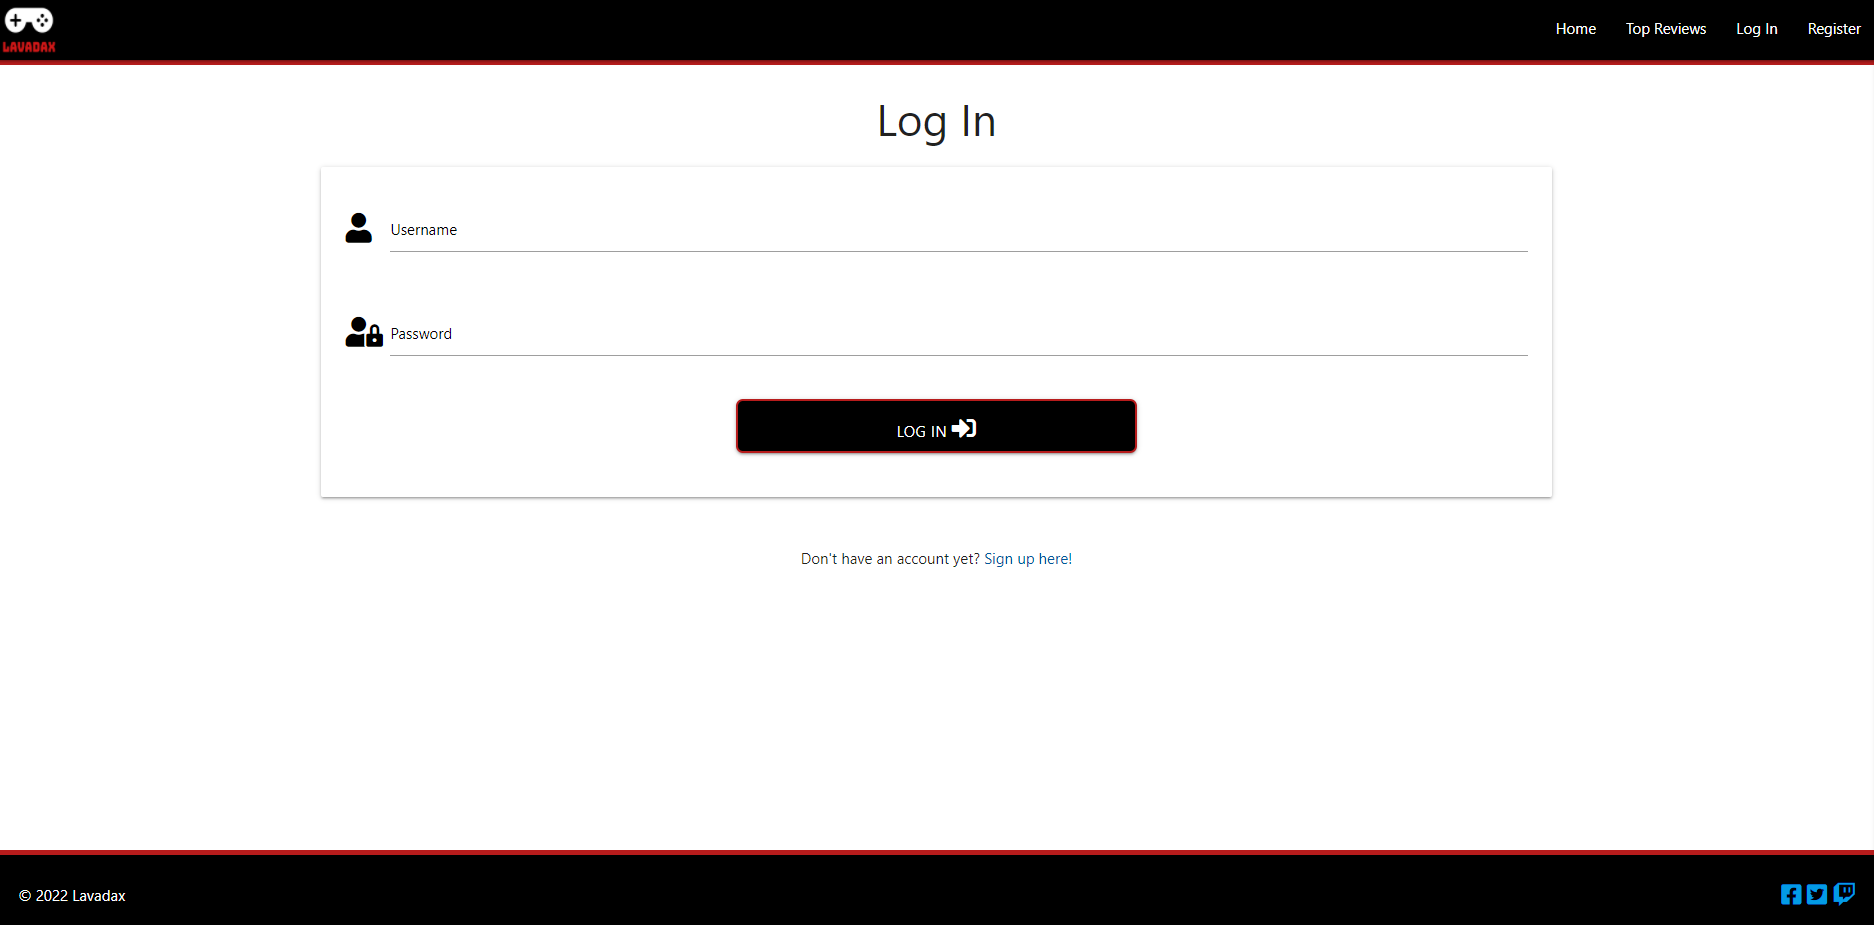 LAVADAX
Home Top Reviews Log In Register
Log In
Username
Password
LOG IN
Don't have an account yet? Sign up here!
© 2022 Lavadax